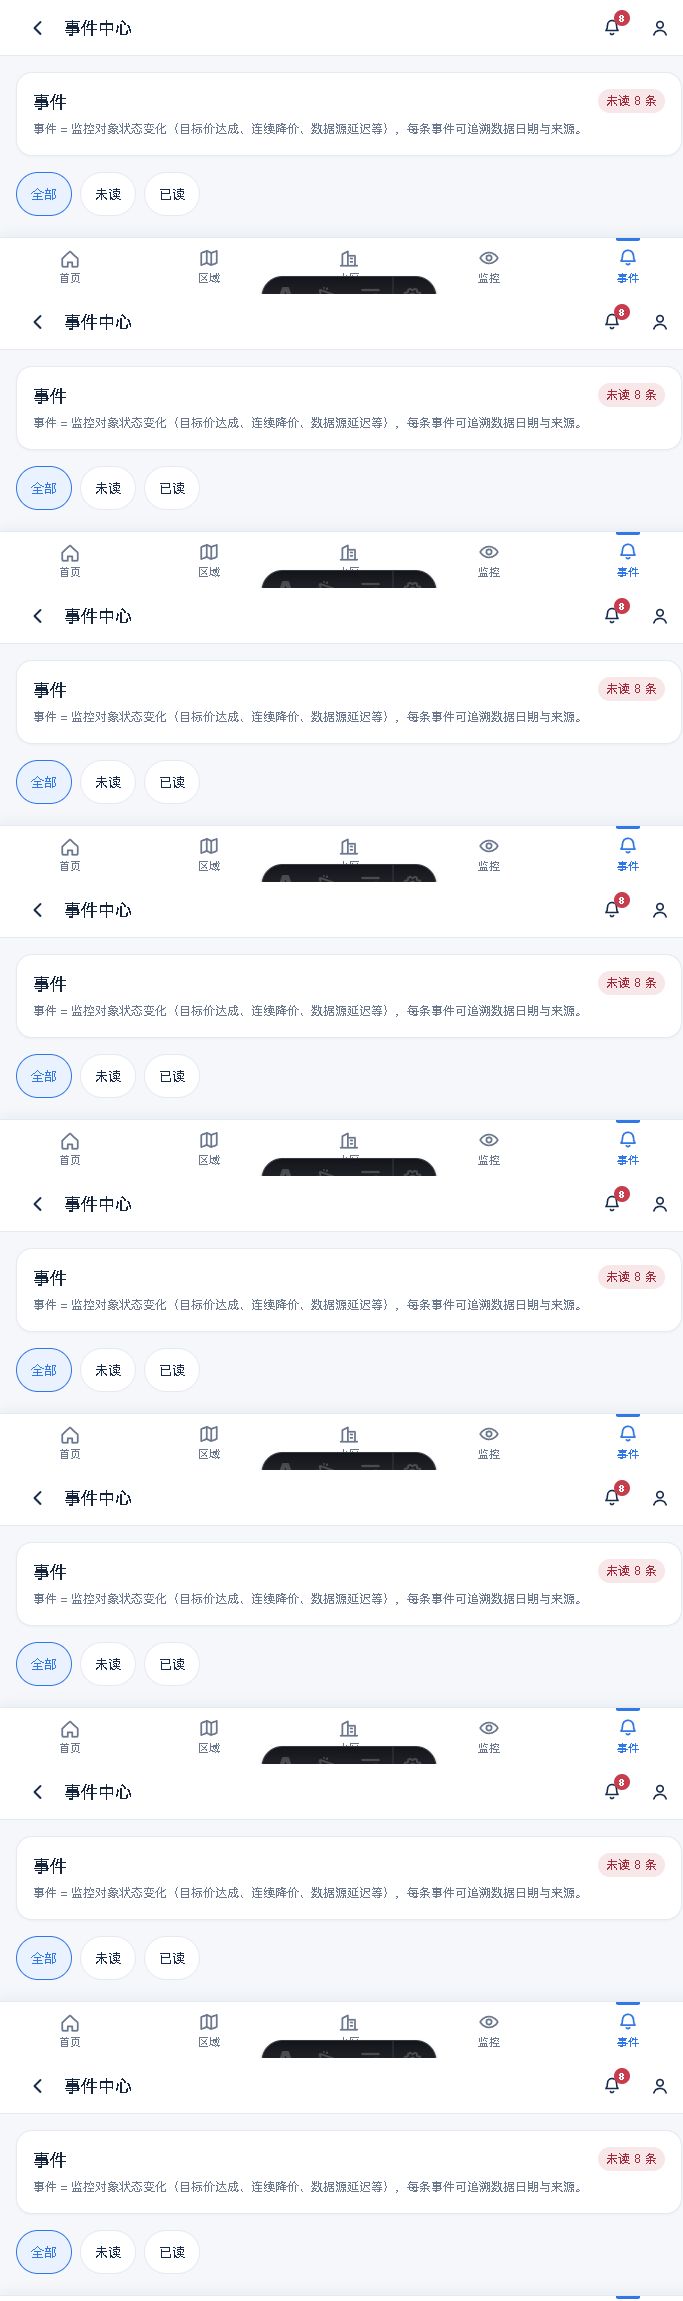 事件中心
8
事件
未读 8 条
事件 = 监控对象状态变化（目标价达成、连续降价、数据源延迟等），每条事件可追溯数据日期与来源。
全部 未读 已读
首页 区域 监控 事件
事件中心
8
事件
未读 8 条
事件 = 监控对象状态变化（目标价达成、连续降价、数据源延迟等），每条事件可追溯数据日期与来源。
全部 未读 已读
首页 区域 监控 事件
事件中心
8
事件
未读 8 条
事件 = 监控对象状态变化（目标价达成、连续降价、数据源延迟等），每条事件可追溯数据日期与来源。
全部 未读 已读
首页 区域 监控 事件
事件中心
8
事件
未读 8 条
事件 = 监控对象状态变化（目标价达成、连续降价、数据源延迟等），每条事件可追溯数据日期与来源。
全部 未读 已读
首页 区域 监控 事件
事件中心
8
事件
未读 8 条
事件 = 监控对象状态变化（目标价达成、连续降价、数据源延迟等），每条事件可追溯数据日期与来源。
全部 未读 已读
首页 区域 监控 事件
事件中心
8
事件
未读 8 条
事件 = 监控对象状态变化（目标价达成、连续降价、数据源延迟等），每条事件可追溯数据日期与来源。
全部 未读 已读
首页 区域 监控 事件
事件中心
8
事件
未读 8 条
事件 = 监控对象状态变化（目标价达成、连续降价、数据源延迟等），每条事件可追溯数据日期与来源。
全部 未读 已读
首页 区域 监控 事件
事件中心
8
事件
未读 8 条
事件 = 监控对象状态变化（目标价达成、连续降价、数据源延迟等），每条事件可追溯数据日期与来源。
全部 未读 已读